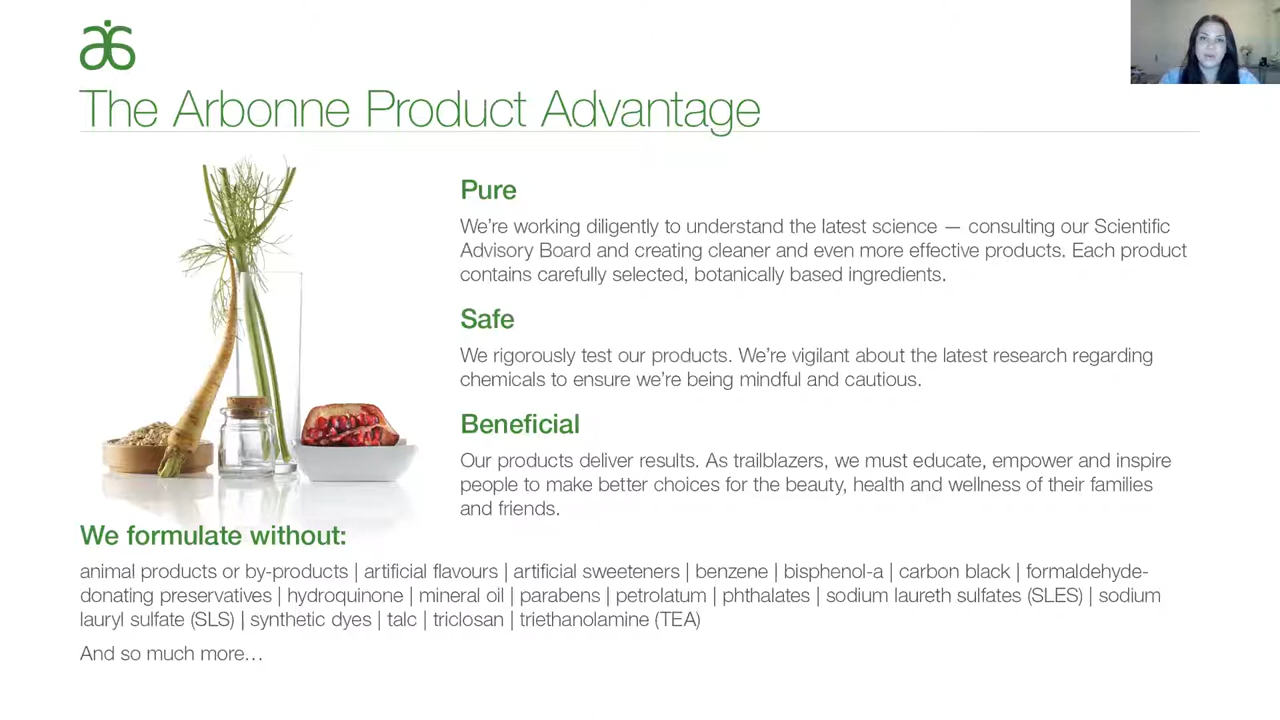 The Arbonne Product Advantage
Pure
We’re working diligently to understand the latest science — consulting our Scientific
Advisory Board and creating cleaner and even more effective products. Each product
contains carefully selected, botanically based ingredients.
Safe
We rigorously test our products. We’re vigilant about the latest research regarding
chemicals to ensure we’re being mindful and cautious.
Beneficial
Our products deliver results. As trailblazers, we must educate, empower and inspire
people to make better choices for the beauty, health and wellness of their families
and friends.
We formulate without:
animal products or by-products | artificial flavours | artificial sweeteners | benzene | bisphenol-a | carbon black | formaldehyde-
donating preservatives | hydroquinone | mineral oil | parabens | petrolatum | phthalates | sodium laureth sulfates (SLES) | sodium
lauryl sulfate (SLS) | synthetic dyes | talc | triclosan | triethanolamine (TEA)
And so much more…